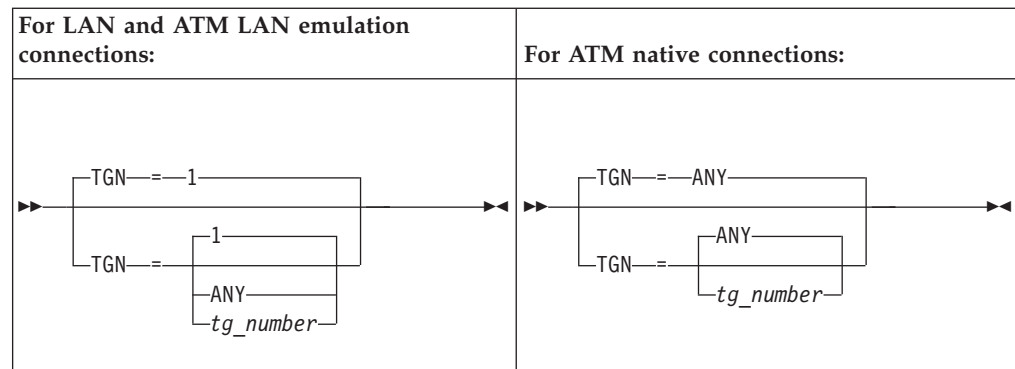 For LAN and ATM LAN emulation
connections:
For ATM native connections:
TGN = 1
TGN =
1
ANY
tg_number
TGN = ANY
TGN =
ANY
tg_number